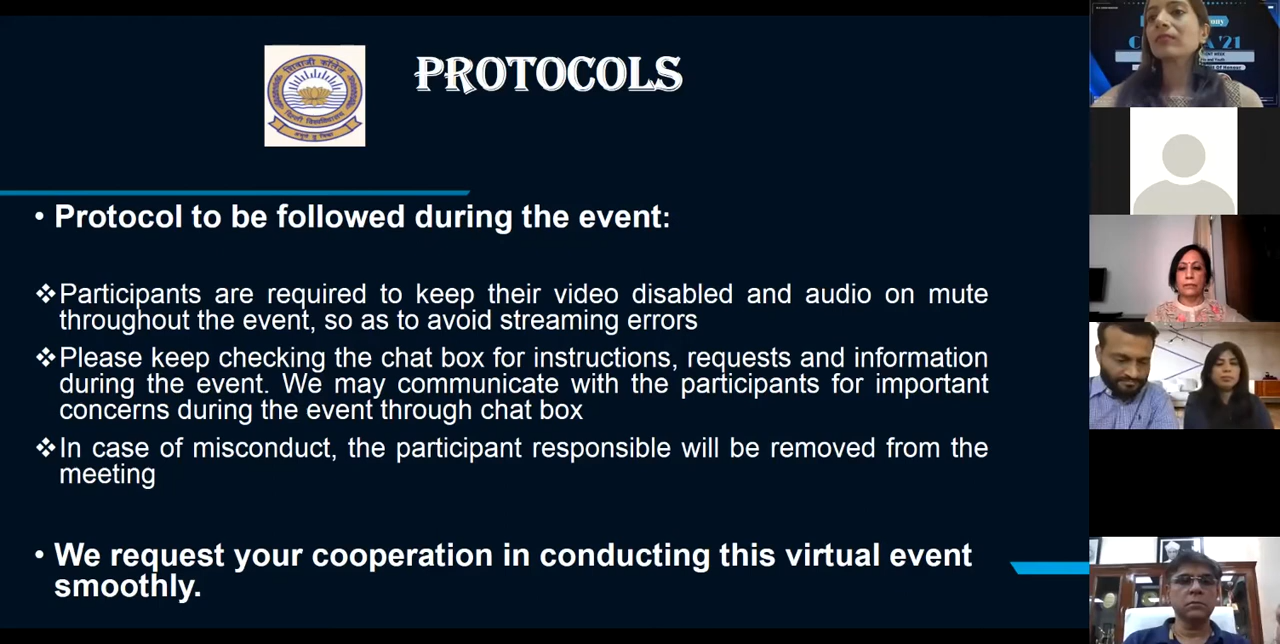 PROTOCOLS
शिवाजी कॉलेज
• Protocol to be followed during the event:
❖Participants are required to keep their video disabled and audio on mute
throughout the event, so as to avoid streaming errors
❖Please keep checking the chat box for instructions, requests and information
during the event. We may communicate with the participants for important
concerns during the event through chat box
❖In case of misconduct, the participant responsible will be removed from the
meeting
• We request your cooperation in conducting this virtual event
smoothly.
'21